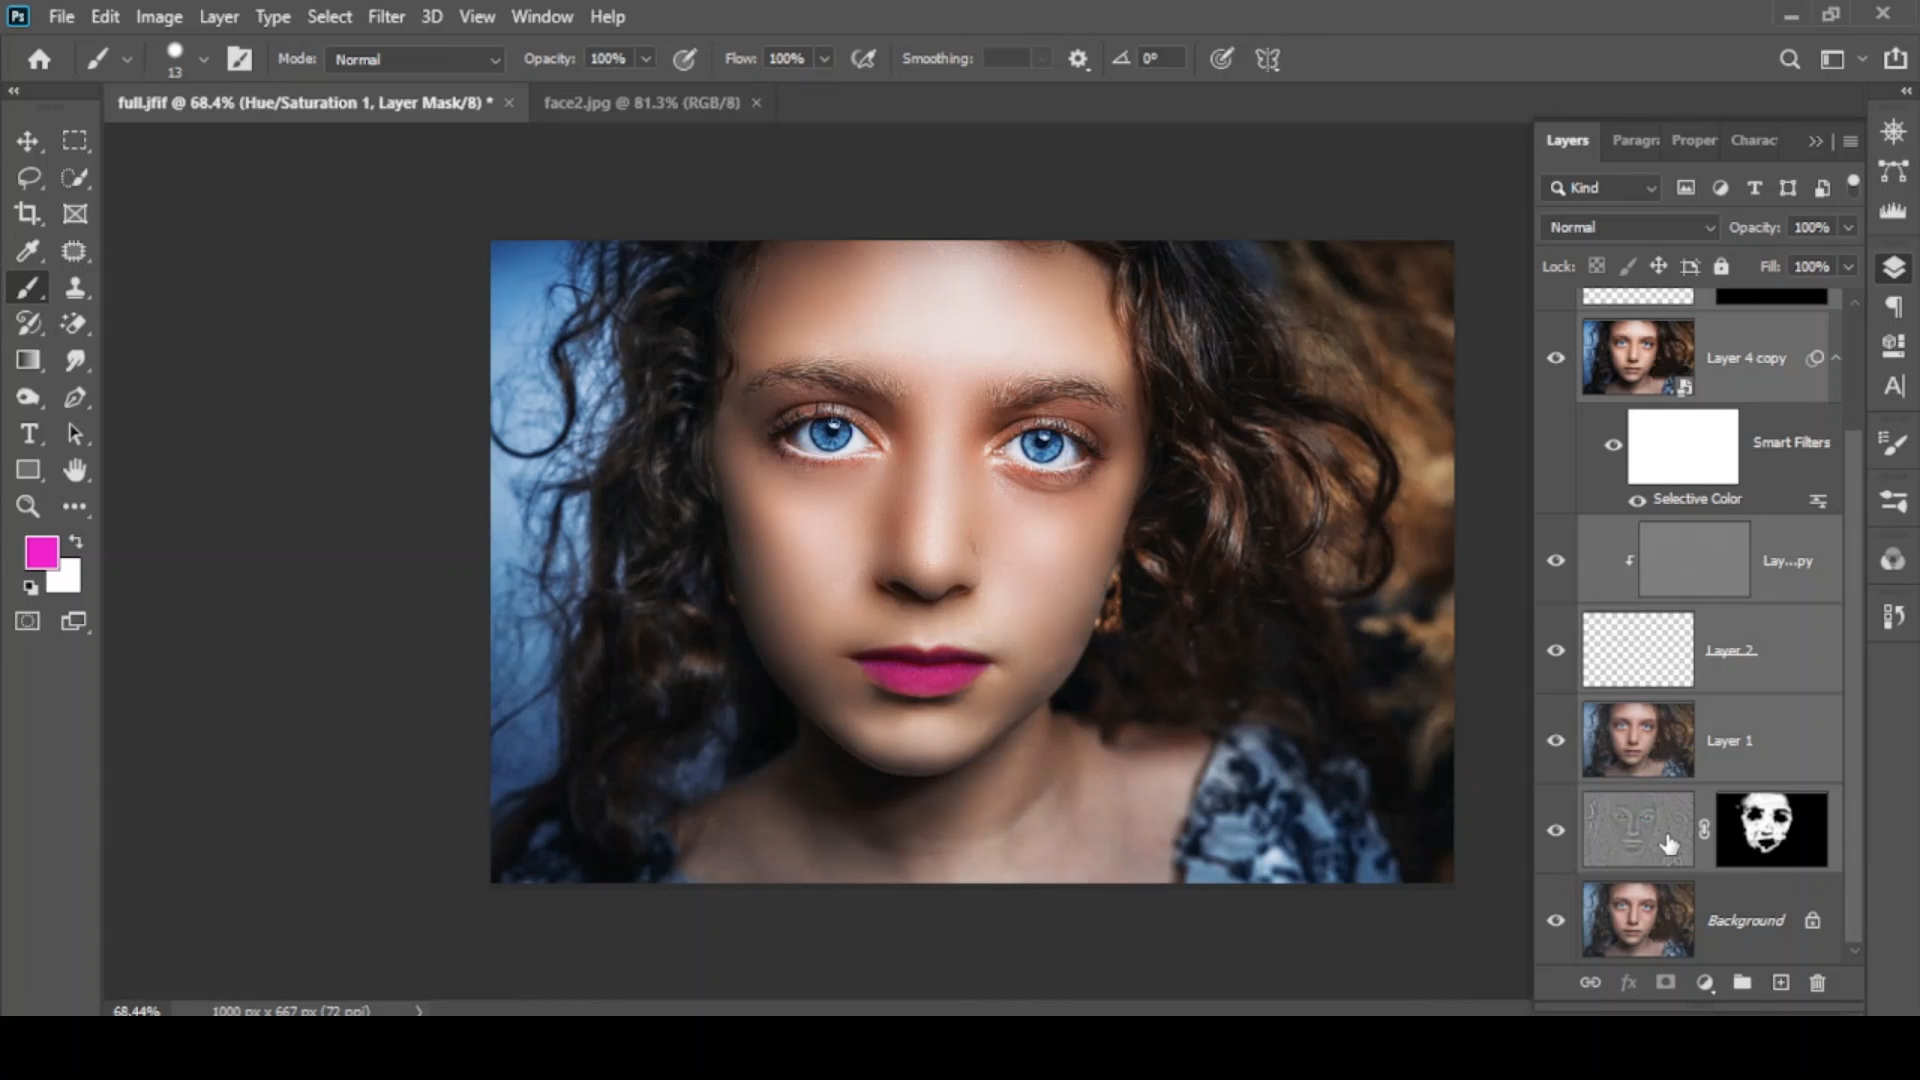 Ps File Edit Image Layer Type Select Filter 3D View Window Help
13 Mode: Normal Opacity: 100% Flow: 100% Smoothing: 0°
full.jfif @ 68.4% (Hue/Saturation 1, Layer Mask/8) * × face2.jpg @ 81.3% (RGB/8) ×
Layers Paragr Proper Charac
Kind
Normal Opacity: 100%
Lock: Fill: 100%
Layer 4 copy
Smart Filters
Selective Color
Lay...py
Layer 2
Layer 1
Background
68.44% 1000 px x 667 px (72 ppi)